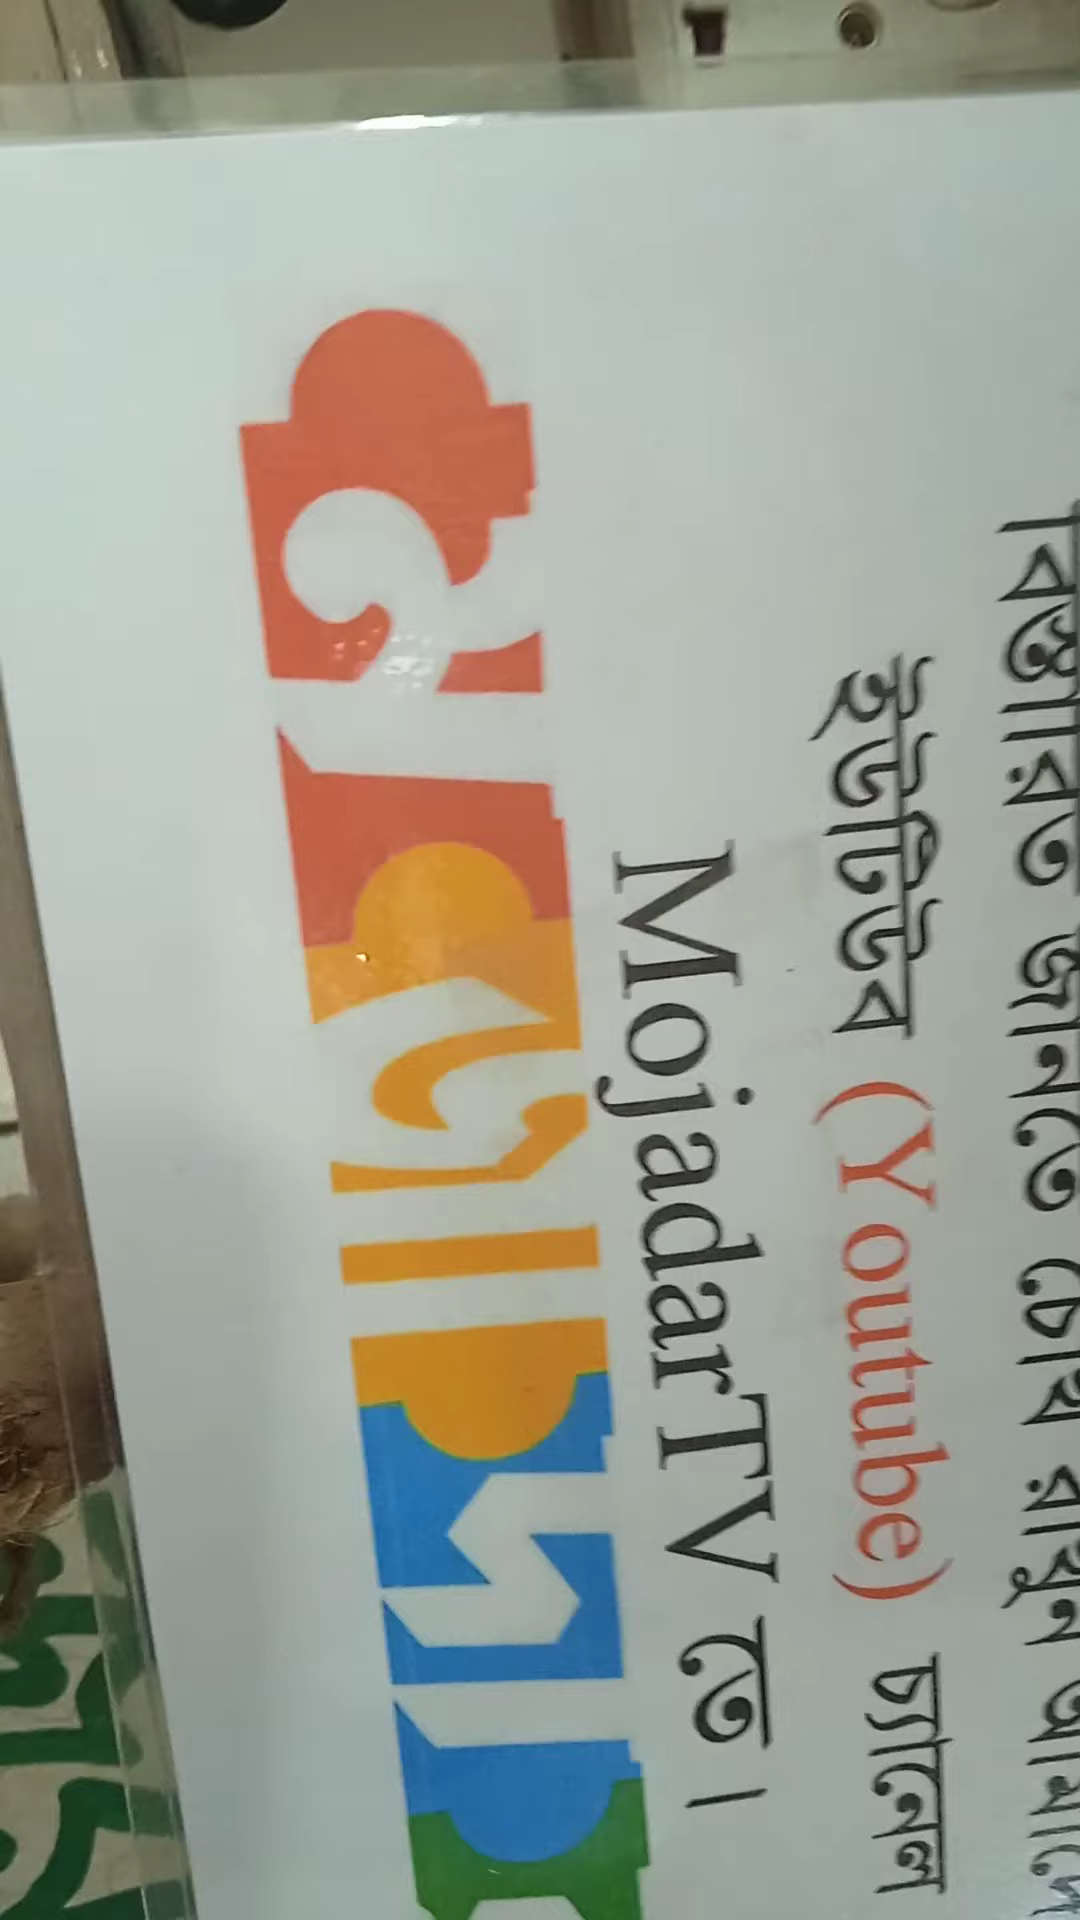 বিস্তারিত জানতে চোখ রাখুন আমাদের
ইউটিউব (Youtube) চ্যানেল
MojadarTV তে।